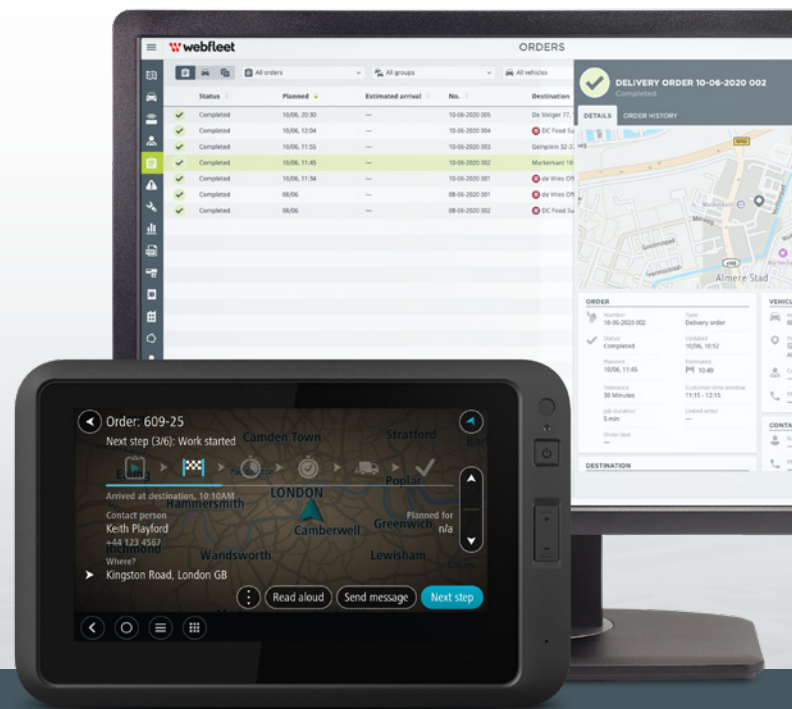 webfleet
ORDERS
All orders
All groups
All vehicles
Status Planned Estimated arrival No. Destination
Completed 10/06, 20:30 — 10-06-2020 005 De Steiger 77,
Completed 10/06, 12:04 — 10-06-2020 004 DC Food Su
Completed 10/06, 11:55 — 10-06-2020 003 Geinplein 32-3
Completed 10/06, 11:45 — 10-06-2020 002 Markerkant 10
Completed 10/06, 11:34 — 10-06-2020 001 de Vries Off
Completed 08/06 — 08-06-2020 001 de Vries Off
Completed 08/06 — 08-06-2020 002 DC Food Su
DELIVERY ORDER 10-06-2020 002
Completed
DETAILS ORDER HISTORY
N702
Markerkant
Almere Stad
ORDER
Number
10-06-2020 002
Type
Delivery order
Status
Completed
Updated
10/06, 10:52
Planned
10/06, 11:45
Estimated
10:49
Tolerance
30 Minutes
Customer time window
11:15 - 12:15
Job duration
5 min
Linked order
—
Order text
—
DESTINATION
VEHICL
CONTA
Order: 609-25
Next step (3/6): Work started
Camden Town
Stratford
Ealing
Paddington
Poplar
Arrived at destination, 10:10AM
Hammersmith
LONDON
Contact person
Keith Playford
+44 123 4567
Planned for
n/a
Camberwell
Greenwich
Richmond
Wandsworth
Lewisham
Where?
Kingston Road, London GB
Read aloud
Send message
Next step